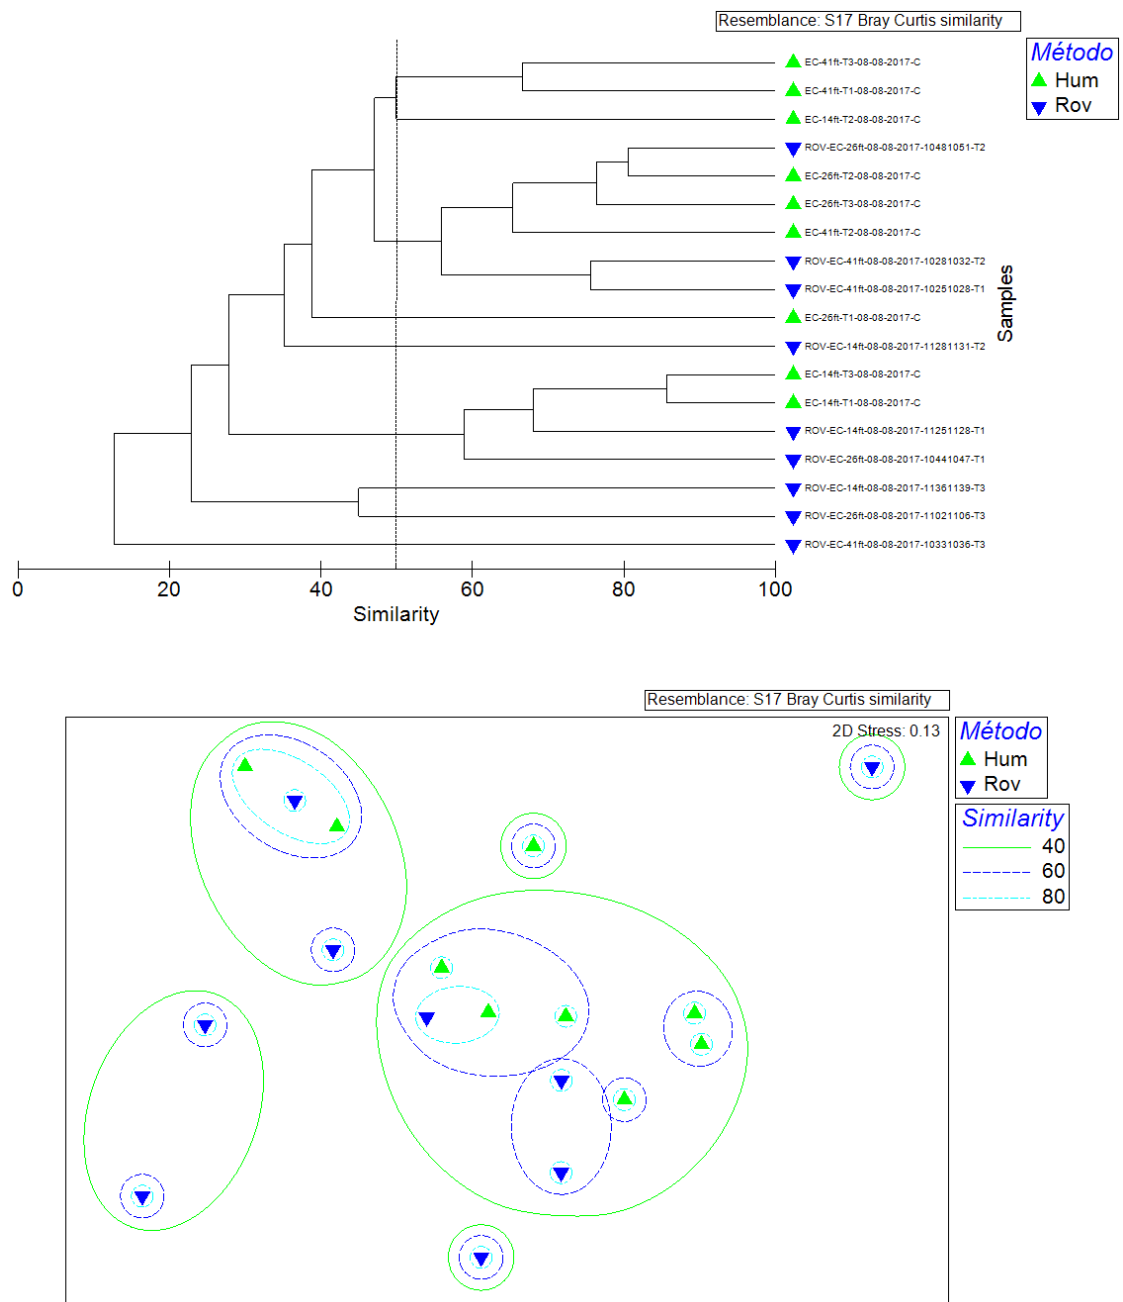 Resemblance: S17 Bray Curtis similarity
Método
Hum
Rov
EC-41ft-T3-08-08-2017-C
EC-41ft-T1-08-08-2017-C
EC-14ft-T2-08-08-2017-C
ROV-EC-26ft-08-08-2017-10481051-T2
EC-26ft-T2-08-08-2017-C
EC-26ft-T3-08-08-2017-C
EC-41ft-T2-08-08-2017-C
ROV-EC-41ft-08-08-2017-10281032-T2
ROV-EC-41ft-08-08-2017-10251028-T1
EC-26ft-T1-08-08-2017-C
ROV-EC-14ft-08-08-2017-11281131-T2
EC-14ft-T3-08-08-2017-C
EC-14ft-T1-08-08-2017-C
ROV-EC-14ft-08-08-2017-11251128-T1
ROV-EC-26ft-08-08-2017-10441047-T1
ROV-EC-14ft-08-08-2017-11361139-T3
ROV-EC-26ft-08-08-2017-11021106-T3
ROV-EC-41ft-08-08-2017-10331036-T3
Samples
0 20 40 60 80 100
Similarity
Resemblance: S17 Bray Curtis similarity
2D Stress: 0.13
Método
Hum
Rov
Similarity
40
60
80